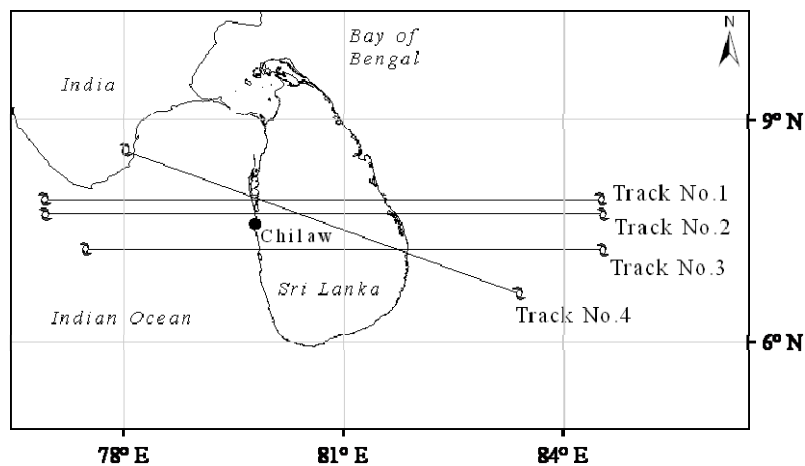 N
Bay of
Bengal
India
9° N
Track No.1
Track No.2
Chilaw
Track No.3
Sri Lanka
Indian Ocean
Track No.4
6° N
78° E
81° E
84° E